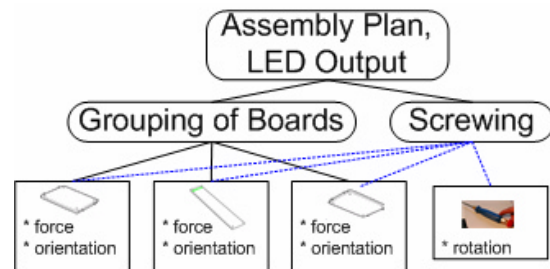 Assembly Plan,
LED Output
Grouping of Boards
Screwing
* force
* orientation
* force
* orientation
* force
* orientation
* rotation